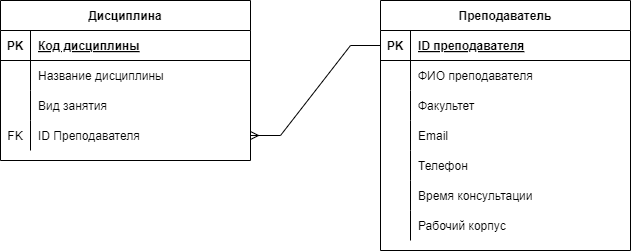 Дисциплина
PK Код дисциплины
Название дисциплины
Вид занятия
FK ID Преподавателя
Преподаватель
PK ID преподавателя
ФИО преподавателя
Факультет
Email
Телефон
Время консультации
Рабочий корпус